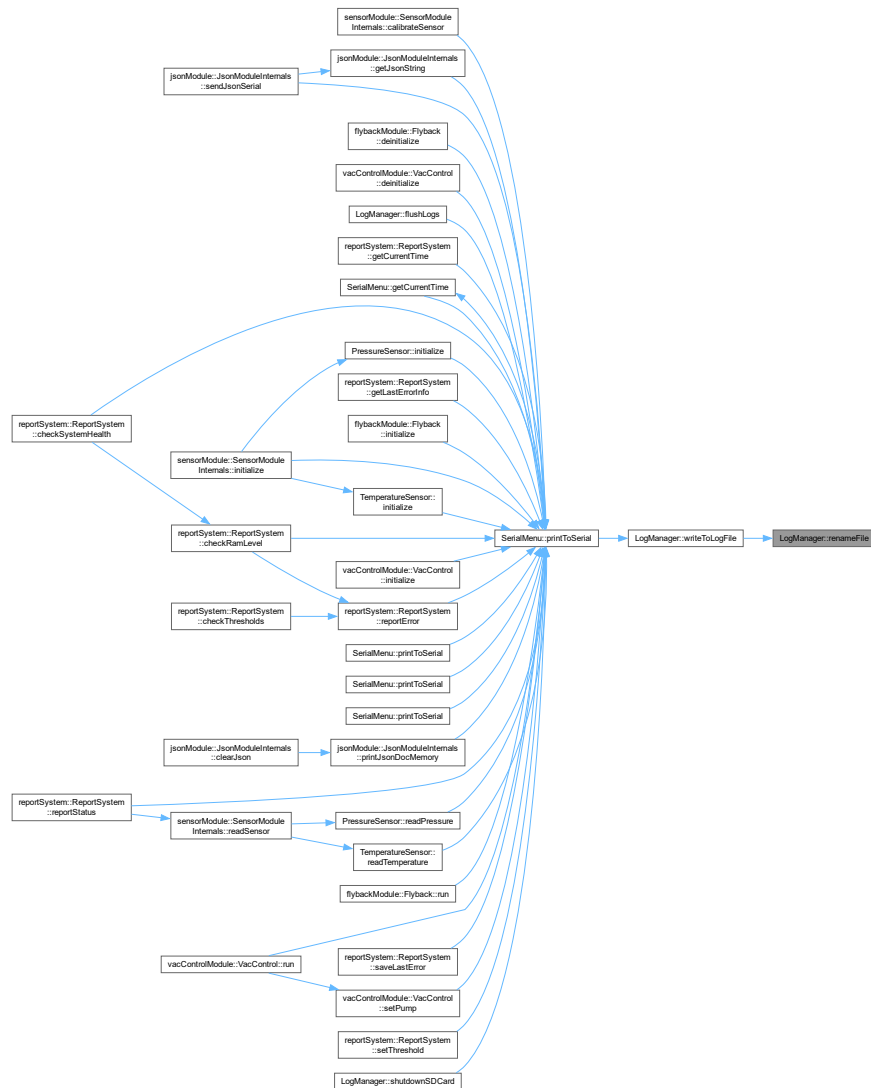 sensorModule::SensorModule
Internals::calibrateSensor
jsonModule::JsonModuleInternals
::getJsonString
jsonModule::JsonModuleInternals
::sendJsonSerial
flybackModule::Flyback
::deinitialize
vacControlModule::VacControl
::deinitialize
LogManager::flushLogs
reportSystem::ReportSystem
::getCurrentTime
SerialMenu::getCurrentTime
PressureSensor::initialize
reportSystem::ReportSystem
::getLastErrorInfo
reportSystem::ReportSystem
::checkSystemHealth
flybackModule::Flyback
::initialize
sensorModule::SensorModule
Internals::initialize
TemperatureSensor::
initialize
reportSystem::ReportSystem
::checkRamLevel
SerialMenu::printToSerial
LogManager::writeToLogFile
LogManager::renameFile
vacControlModule::VacControl
::initialize
reportSystem::ReportSystem
::checkThresholds
reportSystem::ReportSystem
::reportError
SerialMenu::printToSerial
SerialMenu::printToSerial
SerialMenu::printToSerial
jsonModule::JsonModuleInternals
::clearJson
jsonModule::JsonModuleInternals
::printJsonDocMemory
reportSystem::ReportSystem
::reportStatus
sensorModule::SensorModule
Internals::readSensor
PressureSensor::readPressure
TemperatureSensor::
readTemperature
flybackModule::Flyback::run
vacControlModule::VacControl::run
reportSystem::ReportSystem
::saveLastError
vacControlModule::VacControl
::setPump
reportSystem::ReportSystem
::setThreshold
LogManager::shutdownSDCard